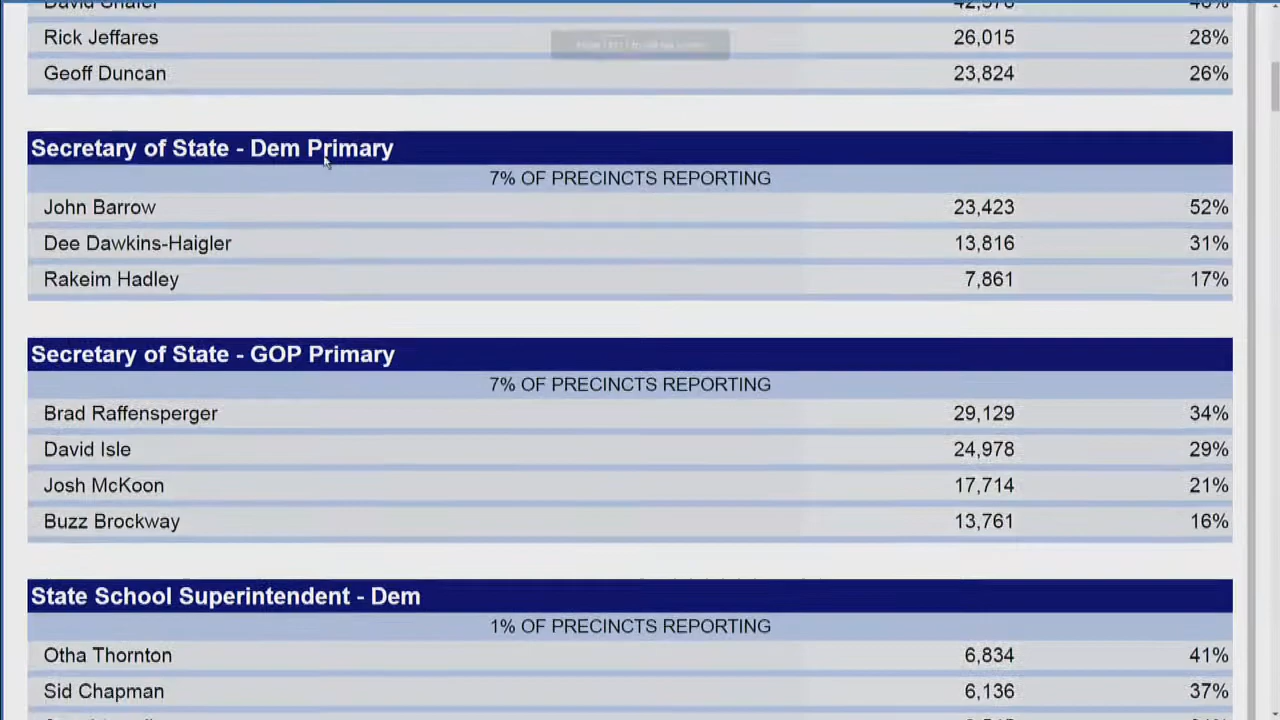 Rick Jeffares 26,015 28%
Geoff Duncan 23,824 26%
Secretary of State - Dem Primary
7% OF PRECINCTS REPORTING
John Barrow 23,423 52%
Dee Dawkins-Haigler 13,816 31%
Rakeim Hadley 7,861 17%
Secretary of State - GOP Primary
7% OF PRECINCTS REPORTING
Brad Raffensperger 29,129 34%
David Isle 24,978 29%
Josh McKoon 17,714 21%
Buzz Brockway 13,761 16%
State School Superintendent - Dem
1% OF PRECINCTS REPORTING
Otha Thornton 6,834 41%
Sid Chapman 6,136 37%